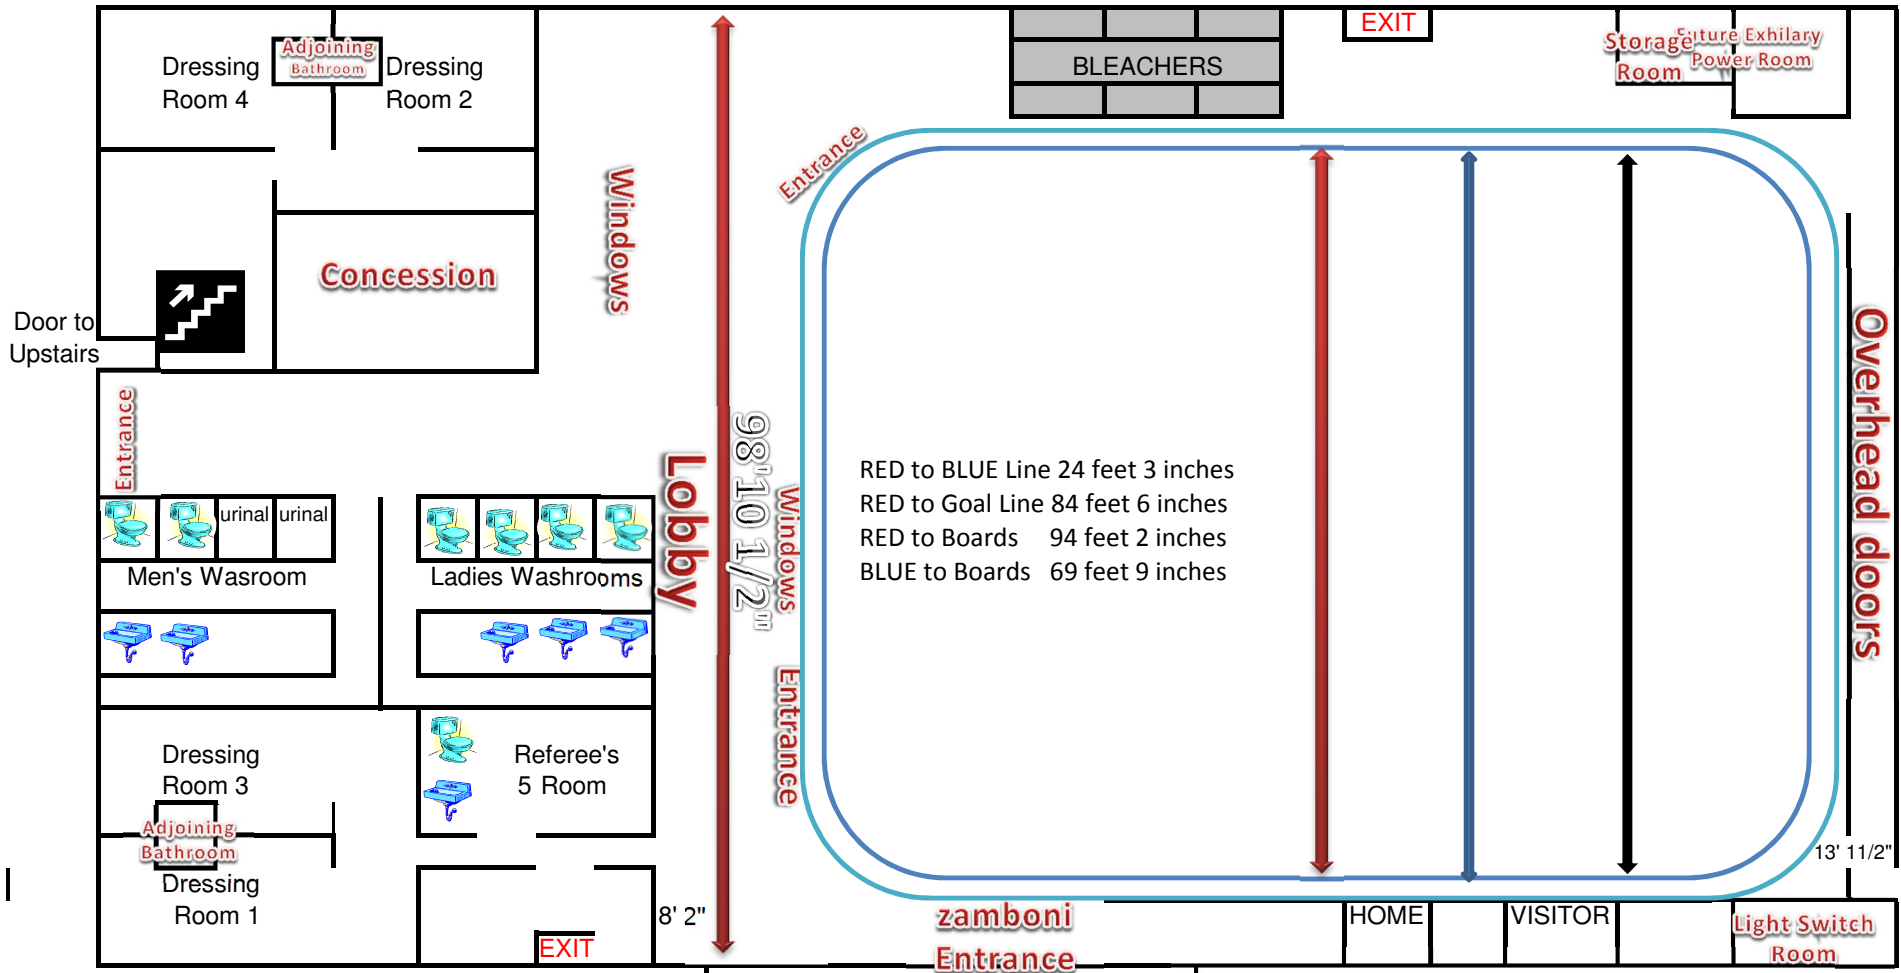 Dressing
Room 4
Adjoining
Bathroom
Dressing
Room 2
BLEACHERS
EXIT
Storage
Room
Future Exhilary
Power Room
Entrance
Windows
Concession
Door to
Upstairs
Entrance
Overhead doors
98'10 1/2"
Lobby
Windows
RED to BLUE Line 24 feet 3 inches
RED to Goal Line 84 feet 6 inches
RED to Boards 94 feet 2 inches
BLUE to Boards 69 feet 9 inches
urinal
urinal
Men's Wasroom
Ladies Washrooms
Entrance
Dressing
Room 3
Referee's
5 Room
Adjoining
Bathroom
Dressing
Room 1
13' 11/2"
8' 2"
EXIT
zamboni
Entrance
HOME
VISITOR
Light Switch
Room